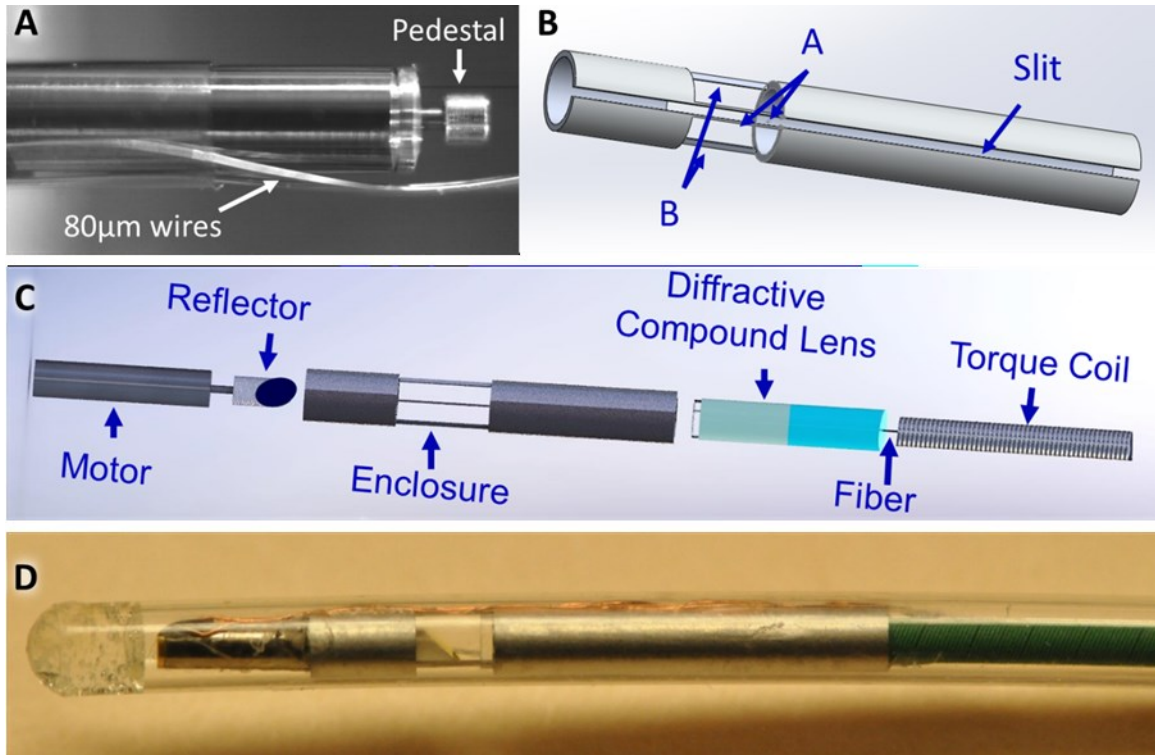 A
Pedestal
80µm wires
B
A
Slit
B
C
Reflector
Diffractive
Compound Lens
Torque Coil
Motor
Enclosure
Fiber
D